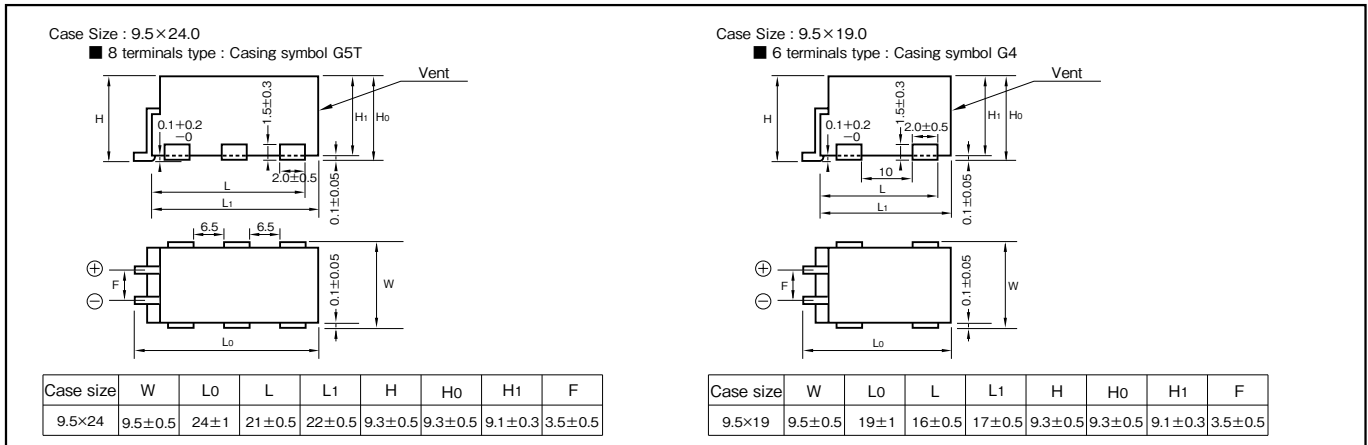 Case Size : 9.5×24.0
■ 8 terminals type : Casing symbol G5T
Vent
H
0.1+0.2
−0
1.5±0.3
H1
H0
2.0±0.5
0.1±0.05
L
L1
6.5
6.5
⊕
F
⊖
0.1±0.05
W
L0
Case size W L0 L L1 H H0 H1 F
9.5×24 9.5±0.5 24±1 21±0.5 22±0.5 9.3±0.5 9.3±0.5 9.1±0.3 3.5±0.5
Case Size : 9.5×19.0
■ 6 terminals type : Casing symbol G4
Vent
H
0.1+0.2
−0
1.5±0.3
2.0±0.5
H1
H0
10
0.1±0.05
L
L1
⊕
F
⊖
0.1±0.05
W
L0
Case size W L0 L L1 H H0 H1 F
9.5×19 9.5±0.5 19±1 16±0.5 17±0.5 9.3±0.5 9.3±0.5 9.1±0.3 3.5±0.5